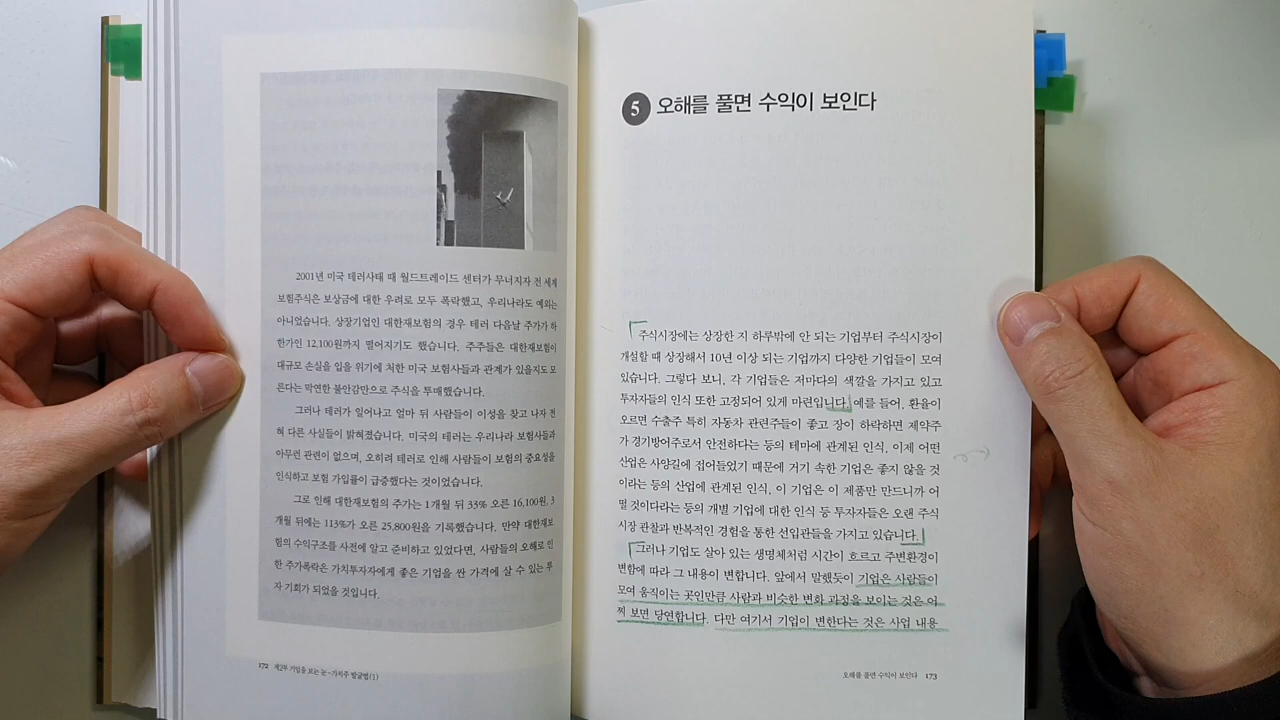 2001년 미국 테러사태 때 월드트레이드 센터가 무너지자 전 세계
보험주식은 보상금에 대한 우려로 모두 폭락했고, 우리나라도 예외는
아니었습니다. 상장기업인 대한재보험의 경우 테러 다음날 주가가 하
한가인 12,100원까지 떨어지기도 했습니다. 주주들은 대한재보험이
대규모 손실을 입을 위기에 처한 미국 보험사들과 관계가 있을지도 모
른다는 막연한 불안감만으로 주식을 투매했습니다.
그러나 테러가 일어나고 얼마 뒤 사람들이 이성을 찾고 나자 전
혀 다른 사실들이 밝혀졌습니다. 미국의 테러는 우리나라 보험사들과
아무런 관련이 없으며, 오히려 테러로 인해 사람들이 보험의 중요성을
인식하고 보험 가입률이 급증했다는 것이었습니다.
그로 인해 대한재보험의 주가는 1개월 뒤 33% 오른 16,100원, 3
개월 뒤에는 113%가 오른 25,800원을 기록했습니다. 만약 대한재보
험의 수익구조를 사전에 알고 준비하고 있었다면, 사람들의 오해로 인
한 주가폭락은 가치투자자에게 좋은 기업을 싼 가격에 살 수 있는 투
자 기회가 되었을 것입니다.
172 제2부 기업을 보는 눈-가치주 발굴법(1)
5 오해를 풀면 수익이 보인다
주식시장에는 상장한 지 하루밖에 안 되는 기업부터 주식시장이
개설할 때 상장해서 10년 이상 되는 기업까지 다양한 기업들이 모여
있습니다. 그렇다 보니, 각 기업들은 저마다의 색깔을 가지고 있고
투자자들의 인식 또한 고정되어 있게 마련입니다. 예를 들어, 환율이
오르면 수출주 특히 자동차 관련주들이 좋고 장이 하락하면 제약주
가 경기방어주로서 안전하다는 등의 테마에 관계된 인식, 이제 어떤
산업은 사양길에 접어들었기 때문에 거기 속한 기업은 좋지 않을 것
이라는 등의 산업에 관계된 인식, 이 기업은 이 제품만 만드니까 어
떨 것이다라는 등의 개별 기업에 대한 인식 등 투자자들은 오랜 주식
시장 관찰과 반복적인 경험을 통한 선입관들을 가지고 있습니다.
그러나 기업도 살아 있는 생명체처럼 시간이 흐르고 주변환경이
변함에 따라 그 내용이 변합니다. 앞에서 말했듯이 기업은 사람들이
모여 움직이는 곳인만큼 사람과 비슷한 변화 과정을 보이는 것은 어
찌 보면 당연합니다. 다만 여기서 기업이 변한다는 것은 사업 내용
오해를 풀면 수익이 보인다 173